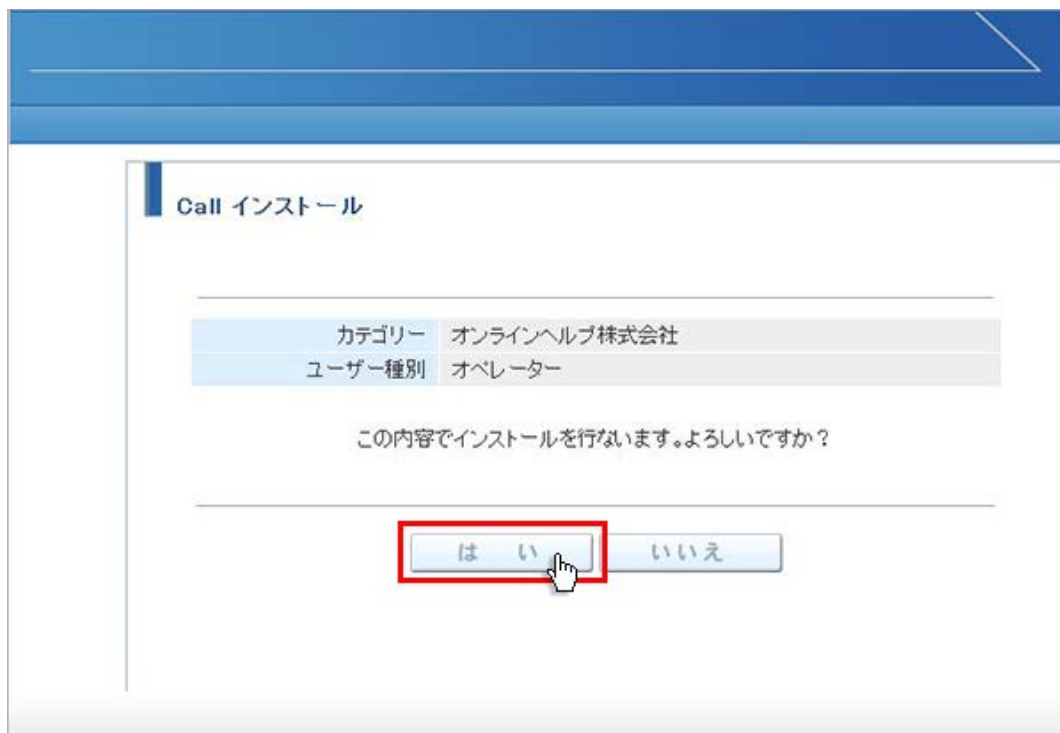 Call インストール
カテゴリー オンラインヘルプ株式会社
ユーザー種別 オペレーター
この内容でインストールを行ないます。よろしいですか？
は い いいえ